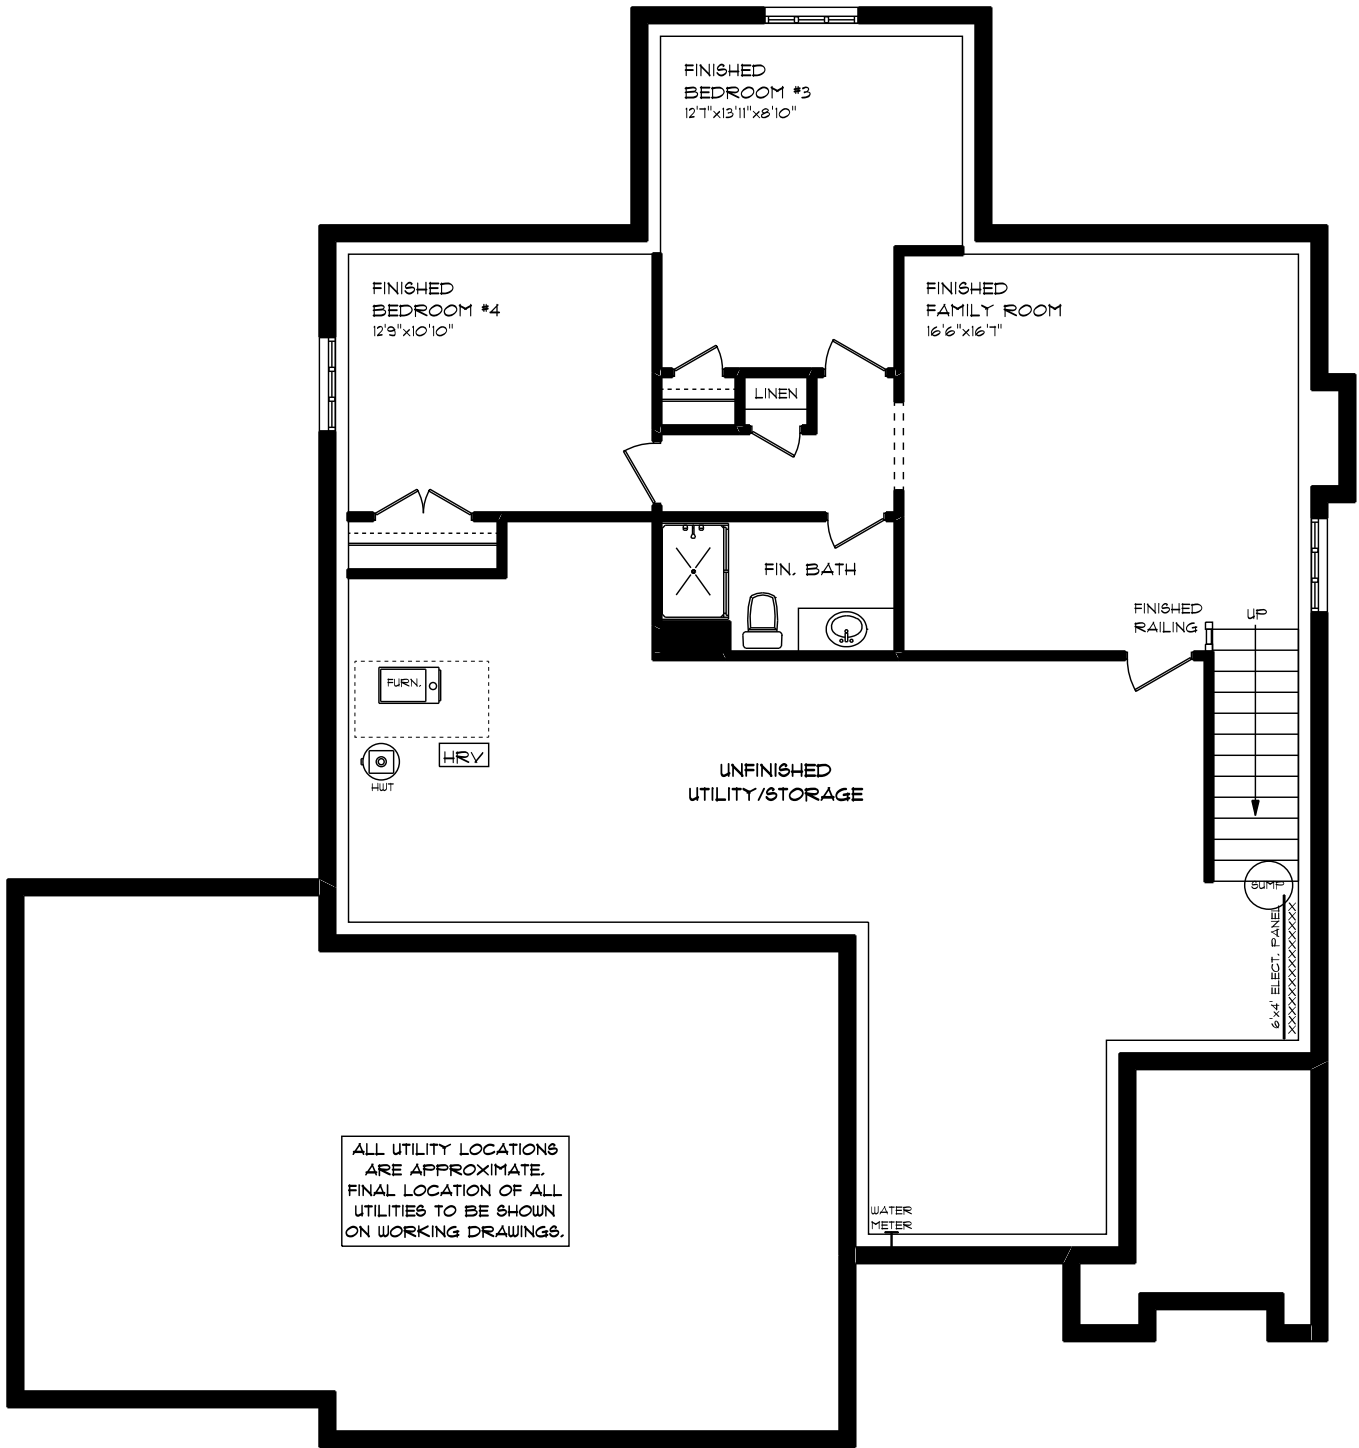 FINISHED
BEDROOM #3
12'7"x13'11"x8'10"
FINISHED
BEDROOM #4
12'9"x10'10"
FINISHED
FAMILY ROOM
16'6"x16'7"
LINEN
FIN. BATH
FINISHED
RAILING
UP
FURN.
HRV
HWT
UNFINISHED
UTILITY/STORAGE
SUMP
6'x4' ELECT. PANEL
XXXXXXXXXXXXXXX
ALL UTILITY LOCATIONS
ARE APPROXIMATE.
FINAL LOCATION OF ALL
UTILITIES TO BE SHOWN
ON WORKING DRAWINGS.
WATER
METER